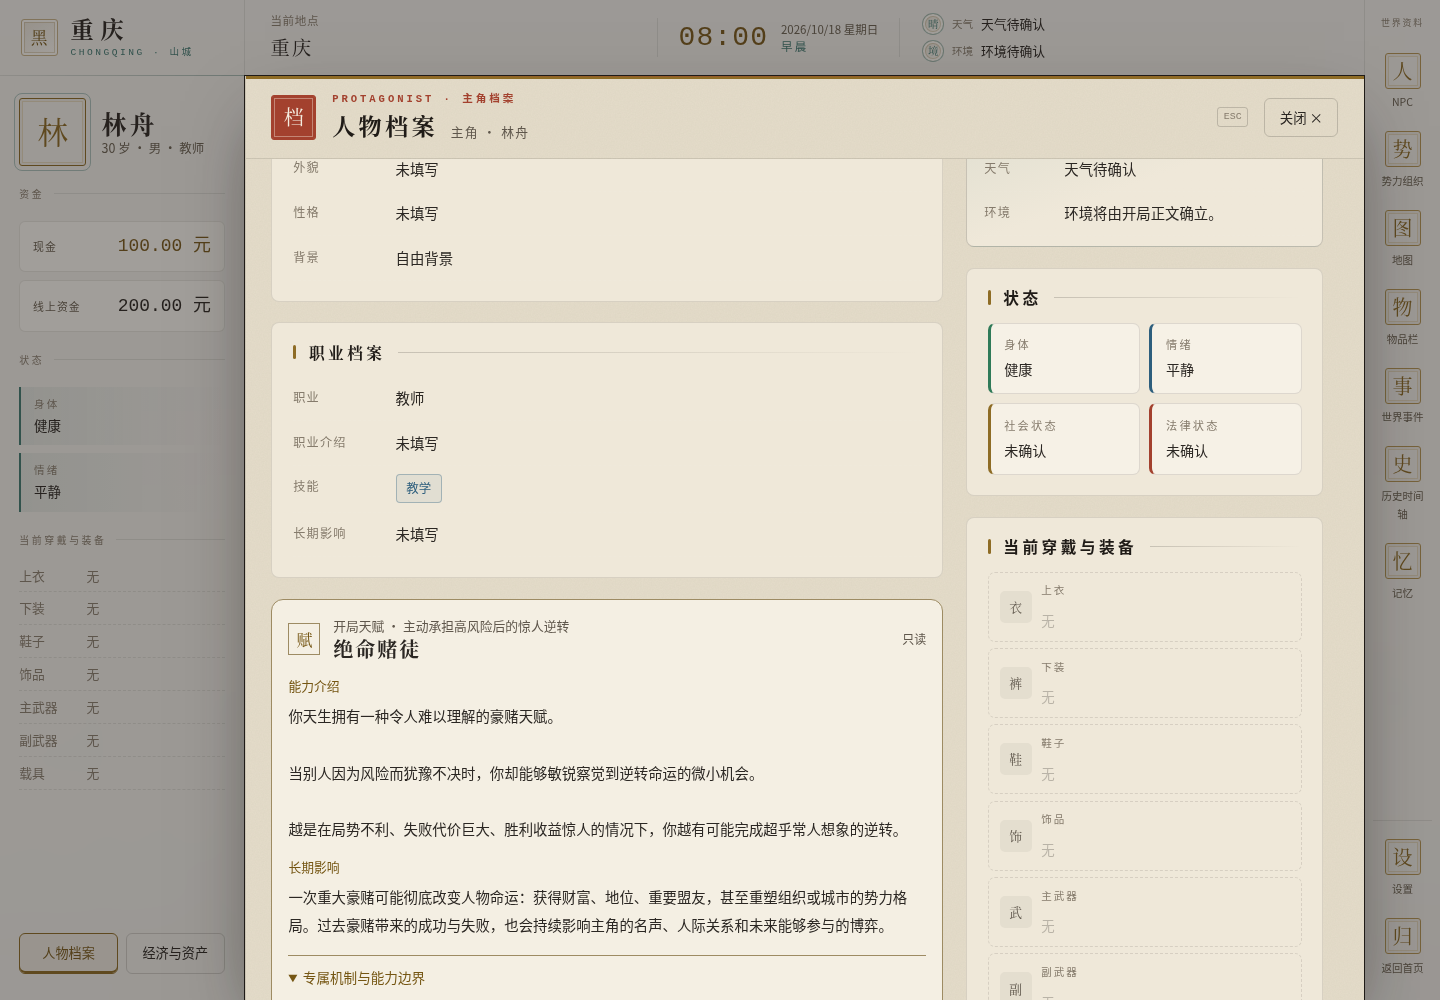 黑
重庆
CHONGQING · 山城
当前地点
重庆
08:00
2026/10/18 星期日
早晨
晴 天气 天气待确认
境 环境 环境待确认
林
林舟
30 岁 • 男 • 教师
资金
现金 100.00 元
线上资金 200.00 元
状态
身体
健康
情绪
平静
当前穿戴与装备
上衣 无
下装 无
鞋子 无
饰品 无
主武器 无
副武器 无
载具 无
人物档案
经济与资产
档
PROTAGONIST · 主角档案
人物档案 主角 • 林舟
ESC
关闭 ×
外貌 未填写
性格 未填写
背景 自由背景
职业档案
职业 教师
职业介绍 未填写
技能 教学
长期影响 未填写
赋
开局天赋 • 主动承担高风险后的惊人逆转
绝命赌徒
只读
能力介绍
你天生拥有一种令人难以理解的豪赌天赋。
当别人因为风险而犹豫不决时，你却能够敏锐察觉到逆转命运的微小机会。
越是在局势不利、失败代价巨大、胜利收益惊人的情况下，你越有可能完成超乎常人想象的逆转。
长期影响
一次重大豪赌可能彻底改变人物命运：获得财富、地位、重要盟友，甚至重塑组织或城市的势力格
局。过去豪赌带来的成功与失败，也会持续影响主角的名声、人际关系和未来能够参与的博弈。
▼ 专属机制与能力边界
天气 天气待确认
环境 环境将由开局正文确立。
状态
身体
健康
情绪
平静
社会状态
未确认
法律状态
未确认
当前穿戴与装备
衣
上衣
无
裤
下装
无
鞋
鞋子
无
饰
饰品
无
武
主武器
无
副
副武器
世界资料
人
NPC
势
势力组织
图
地图
物
物品栏
事
世界事件
史
历史时间
轴
忆
记忆
设
设置
归
返回首页